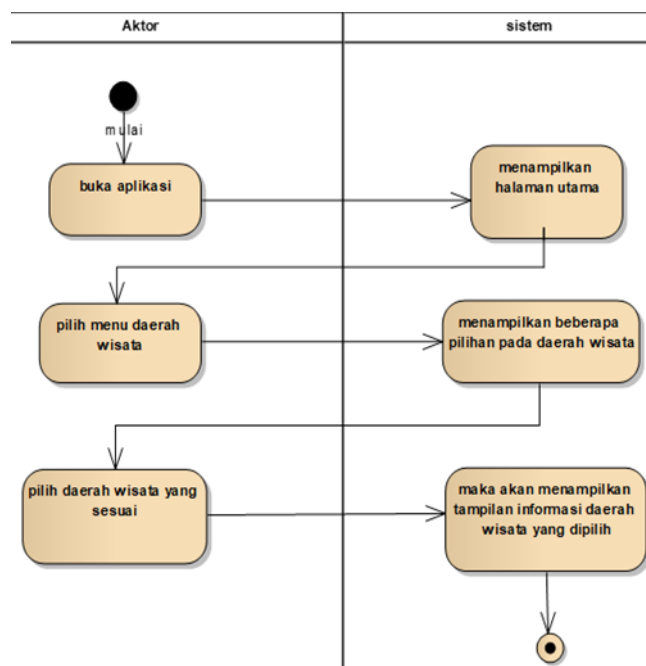 Aktor
sistem
mulai
buka aplikasi
menampilkan
halaman utama
pilih menu daerah
wisata
menampilkan beberapa
pilihan pada daerah wisata
pilih daerah wisata yang
sesuai
maka akan menampilkan
tampilan informasi daerah
wisata yang dipilih